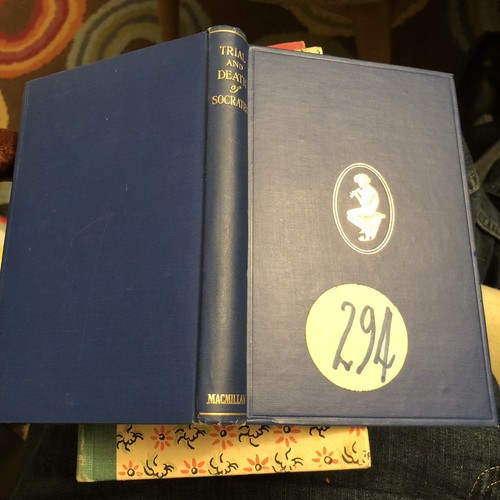 TRIAL
AND
DEATH
of
SOCRATES
MACMILLAN
294